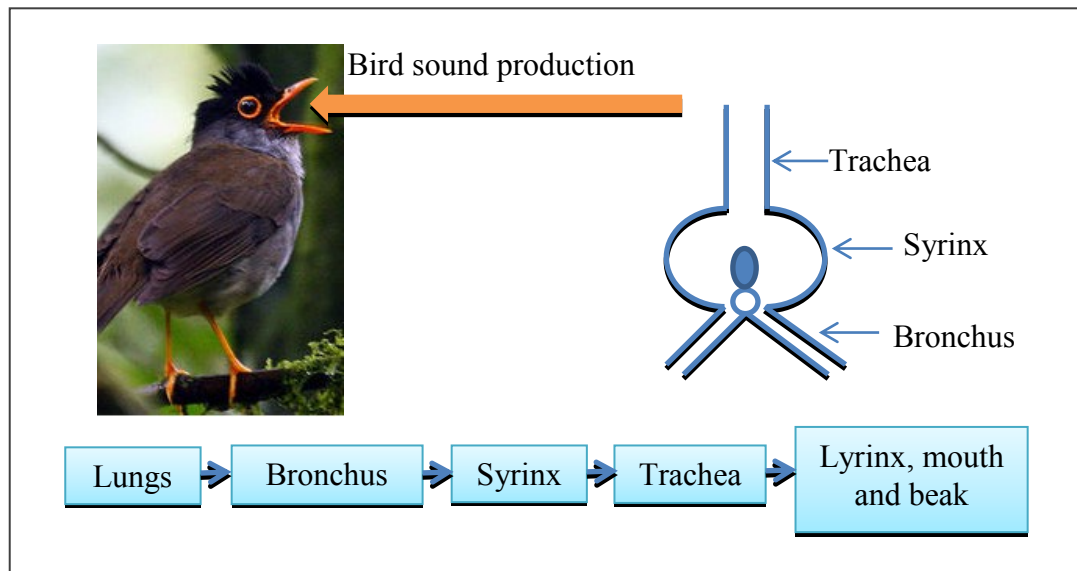 Bird sound production
Trachea
Syrinx
Bronchus
Lungs
Bronchus
Syrinx
Trachea
Lyrinx, mouth
and beak